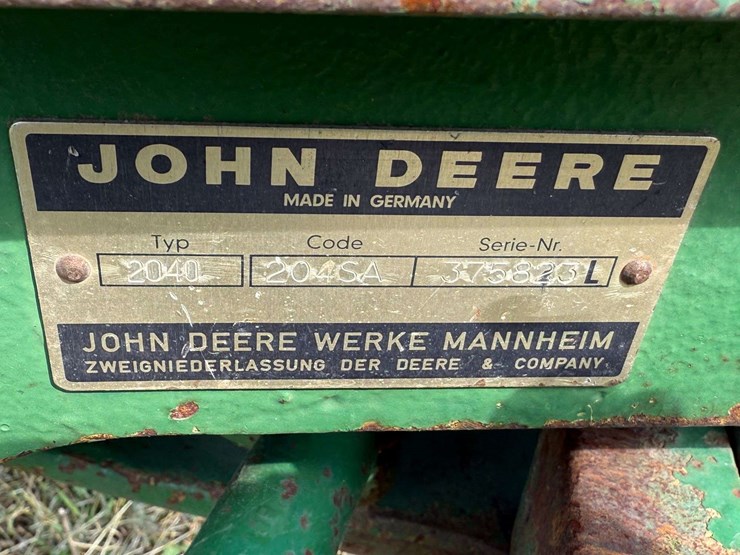 JOHN DEERE
MADE IN GERMANY
Typ Code Serie-Nr.
2040 204SA 375823 L
JOHN DEERE WERKE MANNHEIM
ZWEIGNIEDERLASSUNG DER DEERE & COMPANY